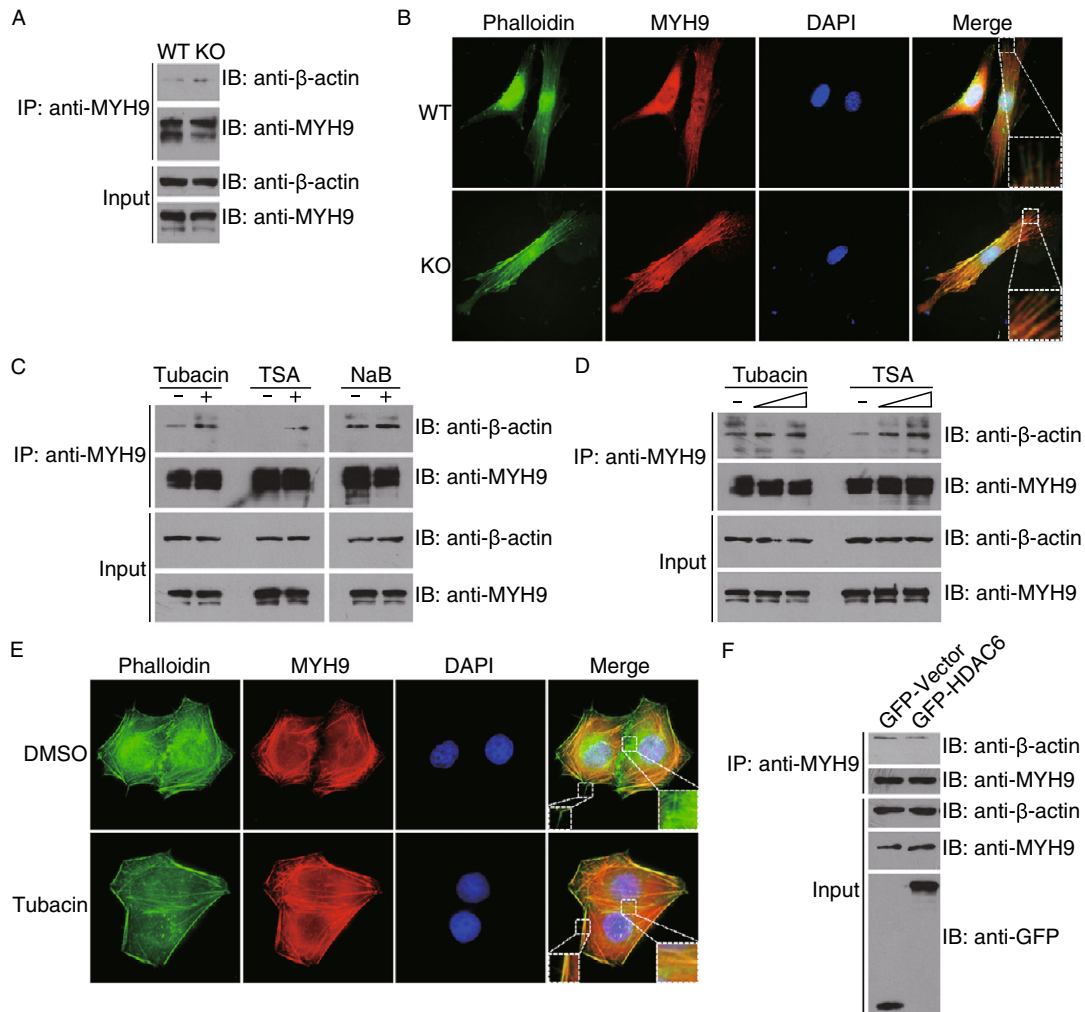 A
WT KO
IP: anti-MYH9
IB: anti-β-actin
IB: anti-MYH9
Input
IB: anti-β-actin
IB: anti-MYH9
B
Phalloidin MYH9 DAPI Merge
WT
KO
C
Tubacin TSA NaB
− + − + − +
IP: anti-MYH9
IB: anti-β-actin
IB: anti-MYH9
Input
IB: anti-β-actin
IB: anti-MYH9
D
Tubacin TSA
− −
IP: anti-MYH9
IB: anti-β-actin
IB: anti-MYH9
Input
IB: anti-β-actin
IB: anti-MYH9
E
Phalloidin MYH9 DAPI Merge
DMSO
Tubacin
F
GFP-Vector
GFP-HDAC6
IP: anti-MYH9
IB: anti-β-actin
IB: anti-MYH9
Input
IB: anti-β-actin
IB: anti-MYH9
IB: anti-GFP